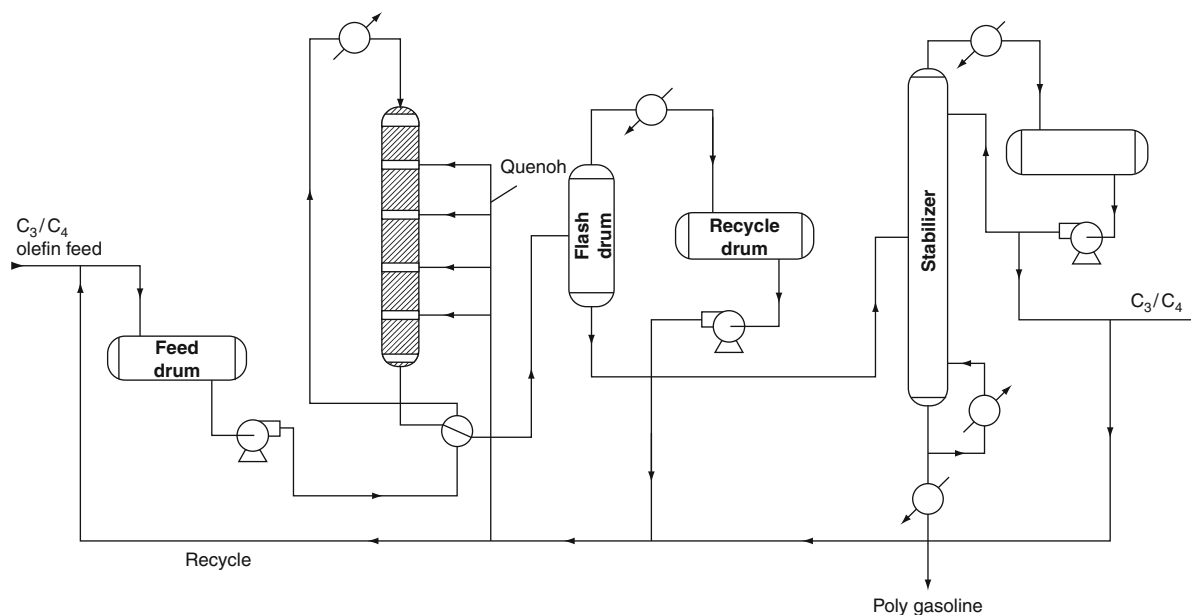 Quenoh
C₃/C₄
olefin feed
Feed
drum
Flash
drum
Recycle
drum
Stabilizer
C₃/C₄
Recycle
Poly gasoline